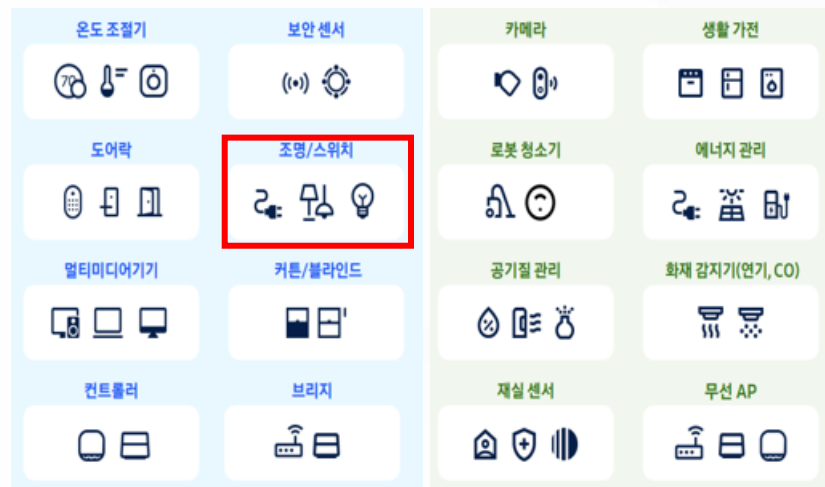 온도 조절기
보안 센서
카메라
생활 가전
70
도어락
조명/스위치
로봇 청소기
에너지 관리
멀티미디어기기
커튼/블라인드
공기질 관리
화재 감지기(연기, CO)
컨트롤러
브리지
재실 센서
무선 AP